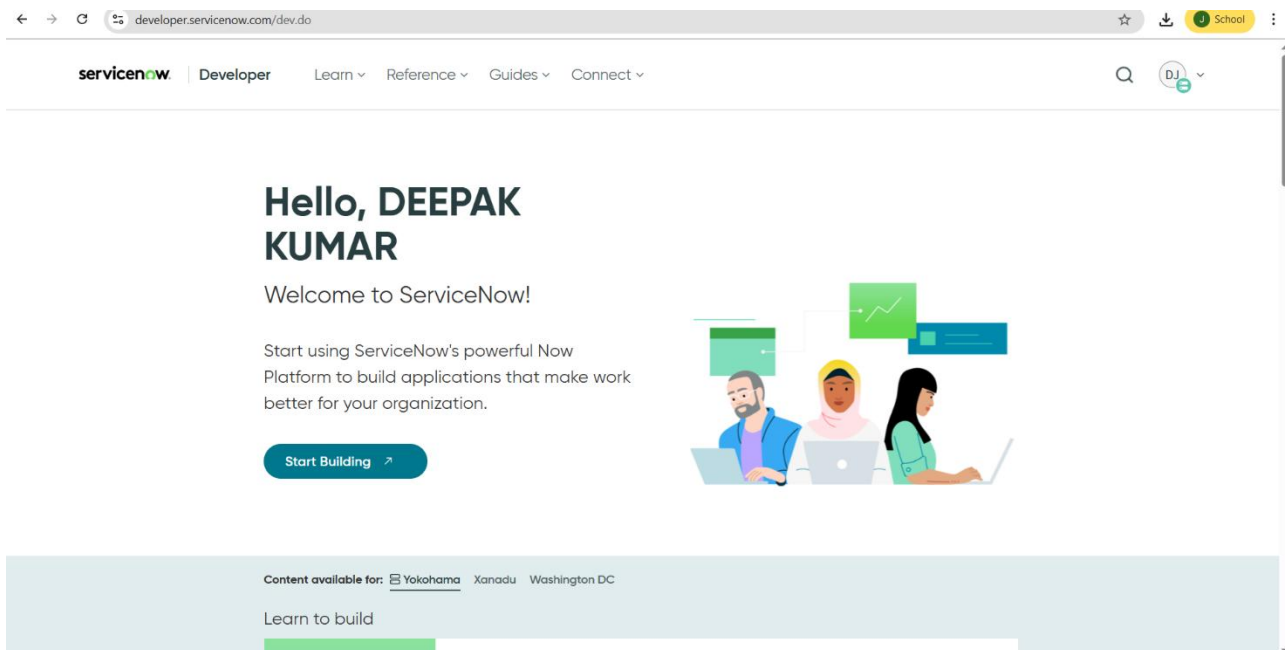 developer.servicenow.com/dev.do
J School
servicenow. Developer Learn Reference Guides Connect DJ
Hello, DEEPAK
KUMAR
Welcome to ServiceNow!
Start using ServiceNow's powerful Now
Platform to build applications that make work
better for your organization.
Start Building
Content available for: Yokohama Xanadu Washington DC
Learn to build